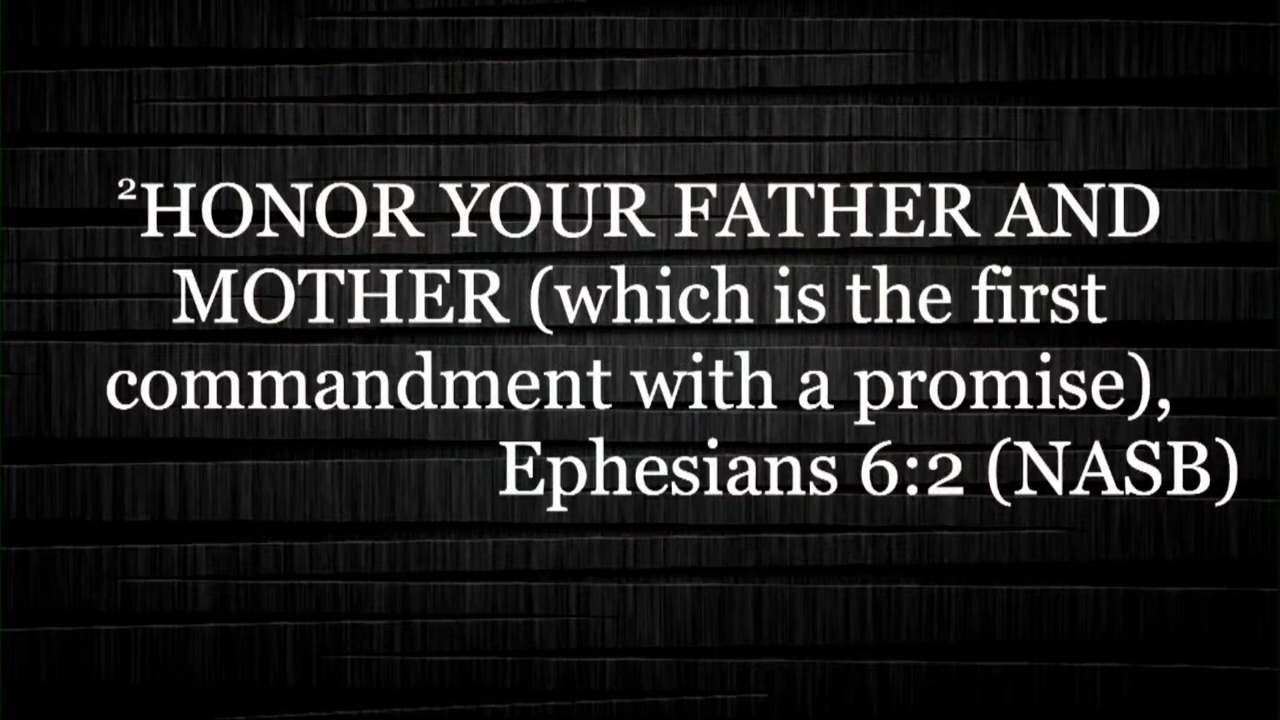 ²HONOR YOUR FATHER AND
MOTHER (which is the first
commandment with a promise),
Ephesians 6:2 (NASB)